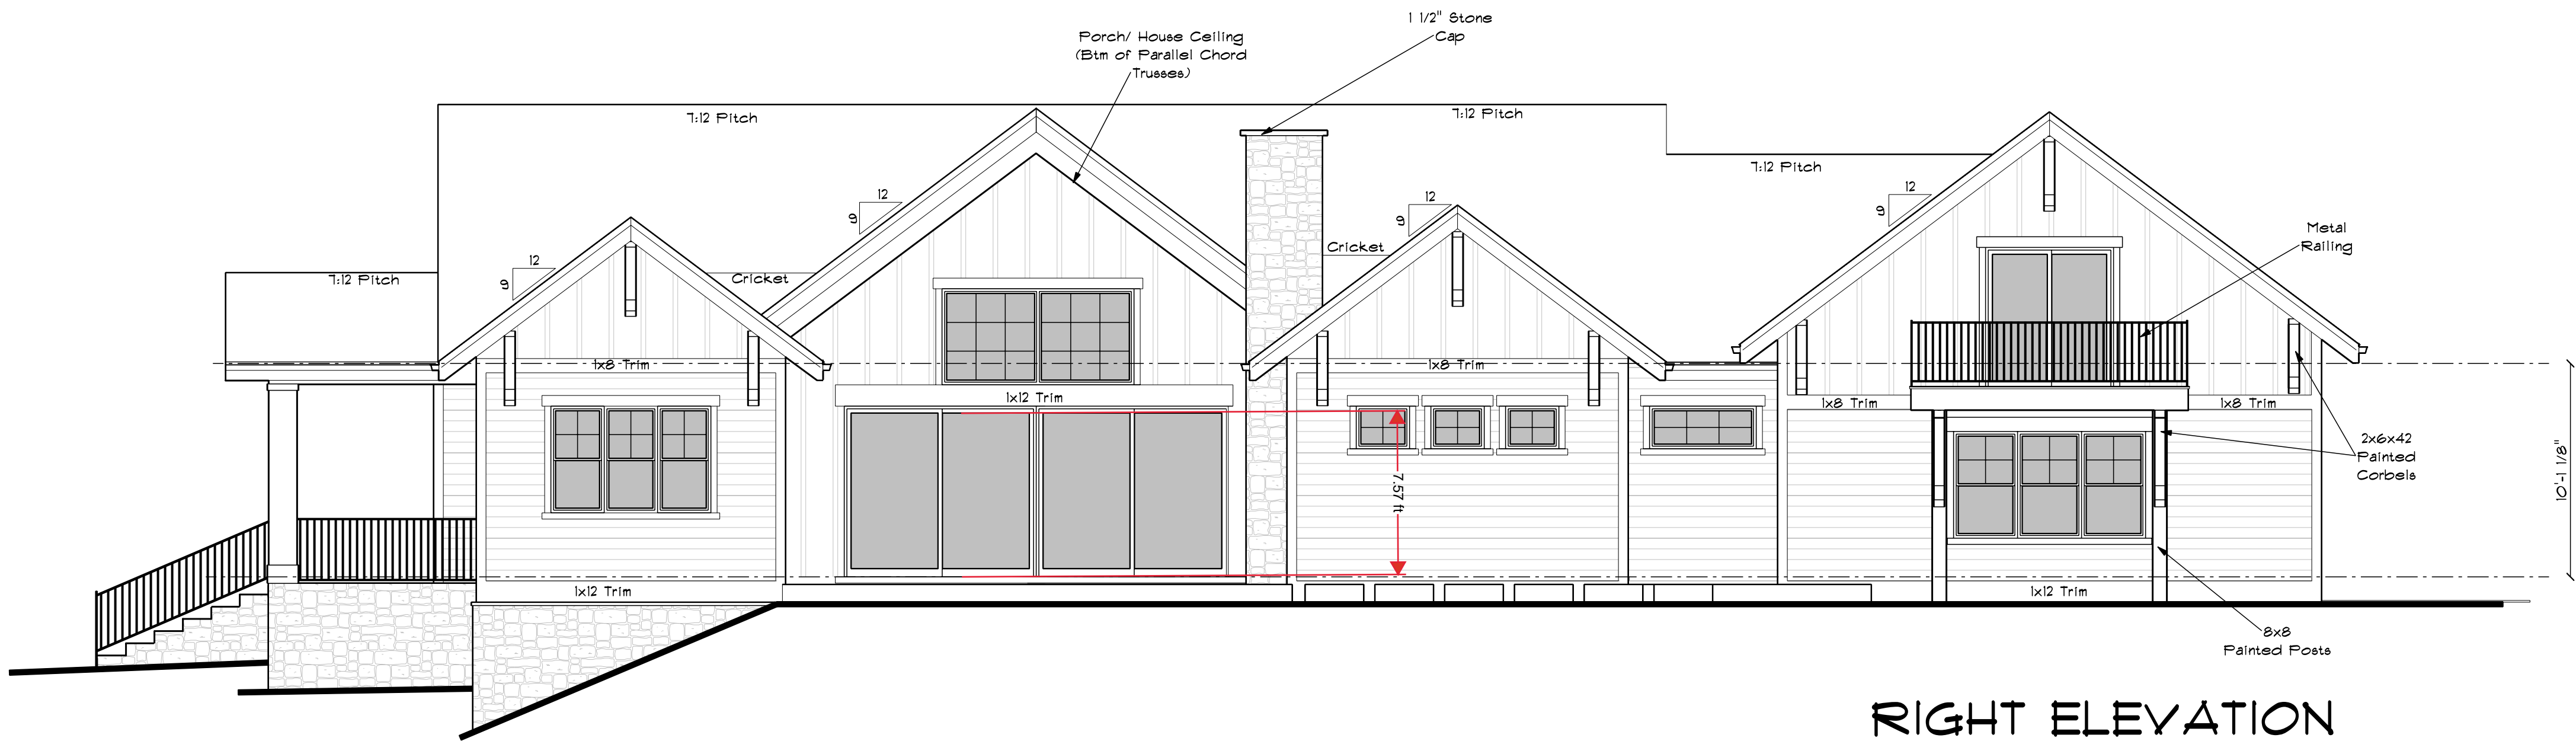 1 1/2" Stone
Cap
Porch/ House Ceiling
(Btm of Parallel Chord
Trusses)
7:12 Pitch
7:12 Pitch
7:12 Pitch
12
9
12
9
12
9
Metal
Railing
Cricket
12
9
Cricket
7:12 Pitch
1x8 Trim
1x8 Trim
1x12 Trim
1x8 Trim
1x8 Trim
2x6x42
Painted
Corbels
10'-1 1/8"
7.57 ft
1x12 Trim
1x12 Trim
8x8
Painted Posts
RIGHT ELEVATION